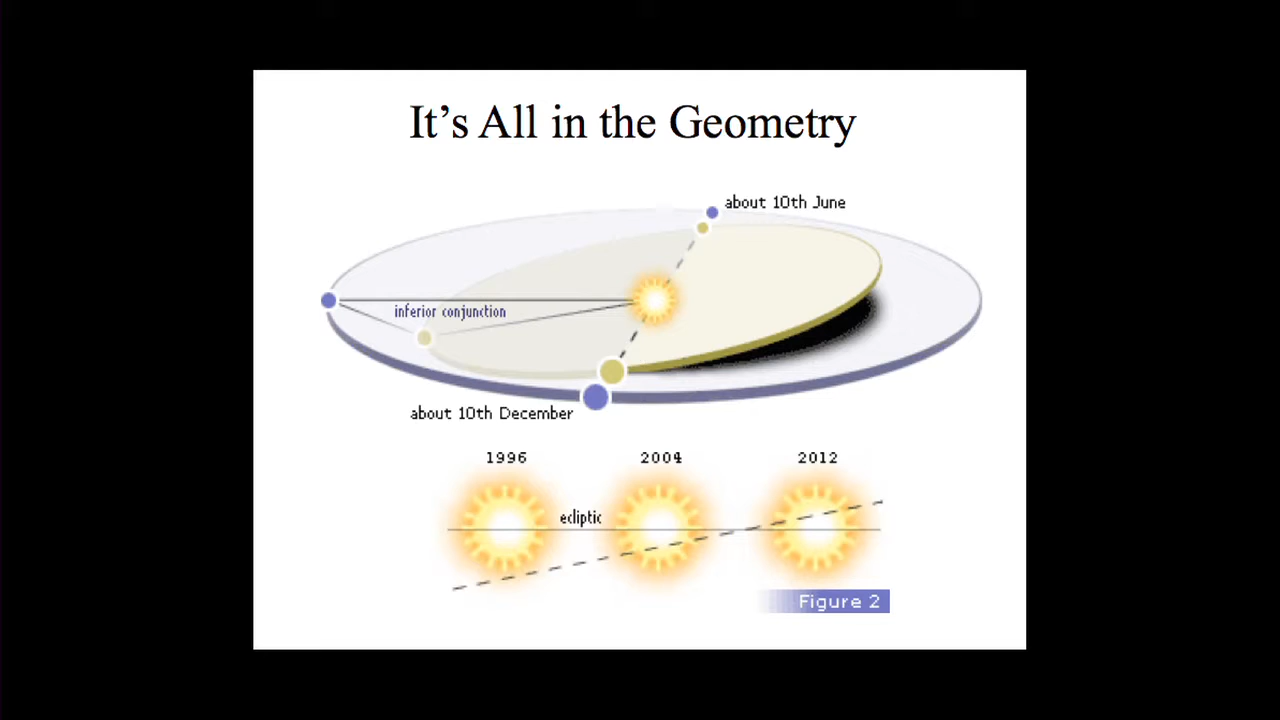 It’s All in the Geometry
about 10th June
inferior conjunction
about 10th December
1996 2004 2012
ecliptic
Figure 2